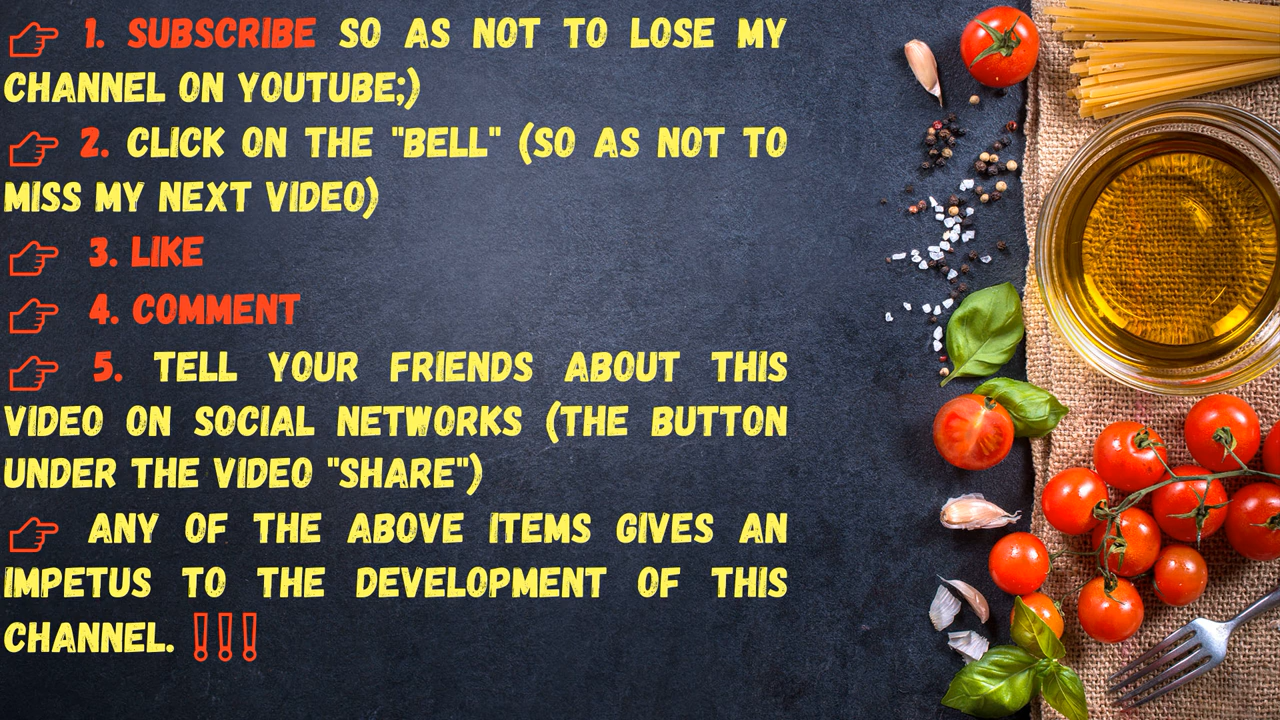 👉 1. SUBSCRIBE SO AS NOT TO LOSE MY
CHANNEL ON YOUTUBE;)
👉 2. CLICK ON THE "BELL" (SO AS NOT TO
MISS MY NEXT VIDEO)
👉 3. LIKE
👉 4. COMMENT
👉 5. TELL YOUR FRIENDS ABOUT THIS
VIDEO ON SOCIAL NETWORKS (THE BUTTON
UNDER THE VIDEO "SHARE")
👉 ANY OF THE ABOVE ITEMS GIVES AN
IMPETUS TO THE DEVELOPMENT OF THIS
CHANNEL. ❗❗❗